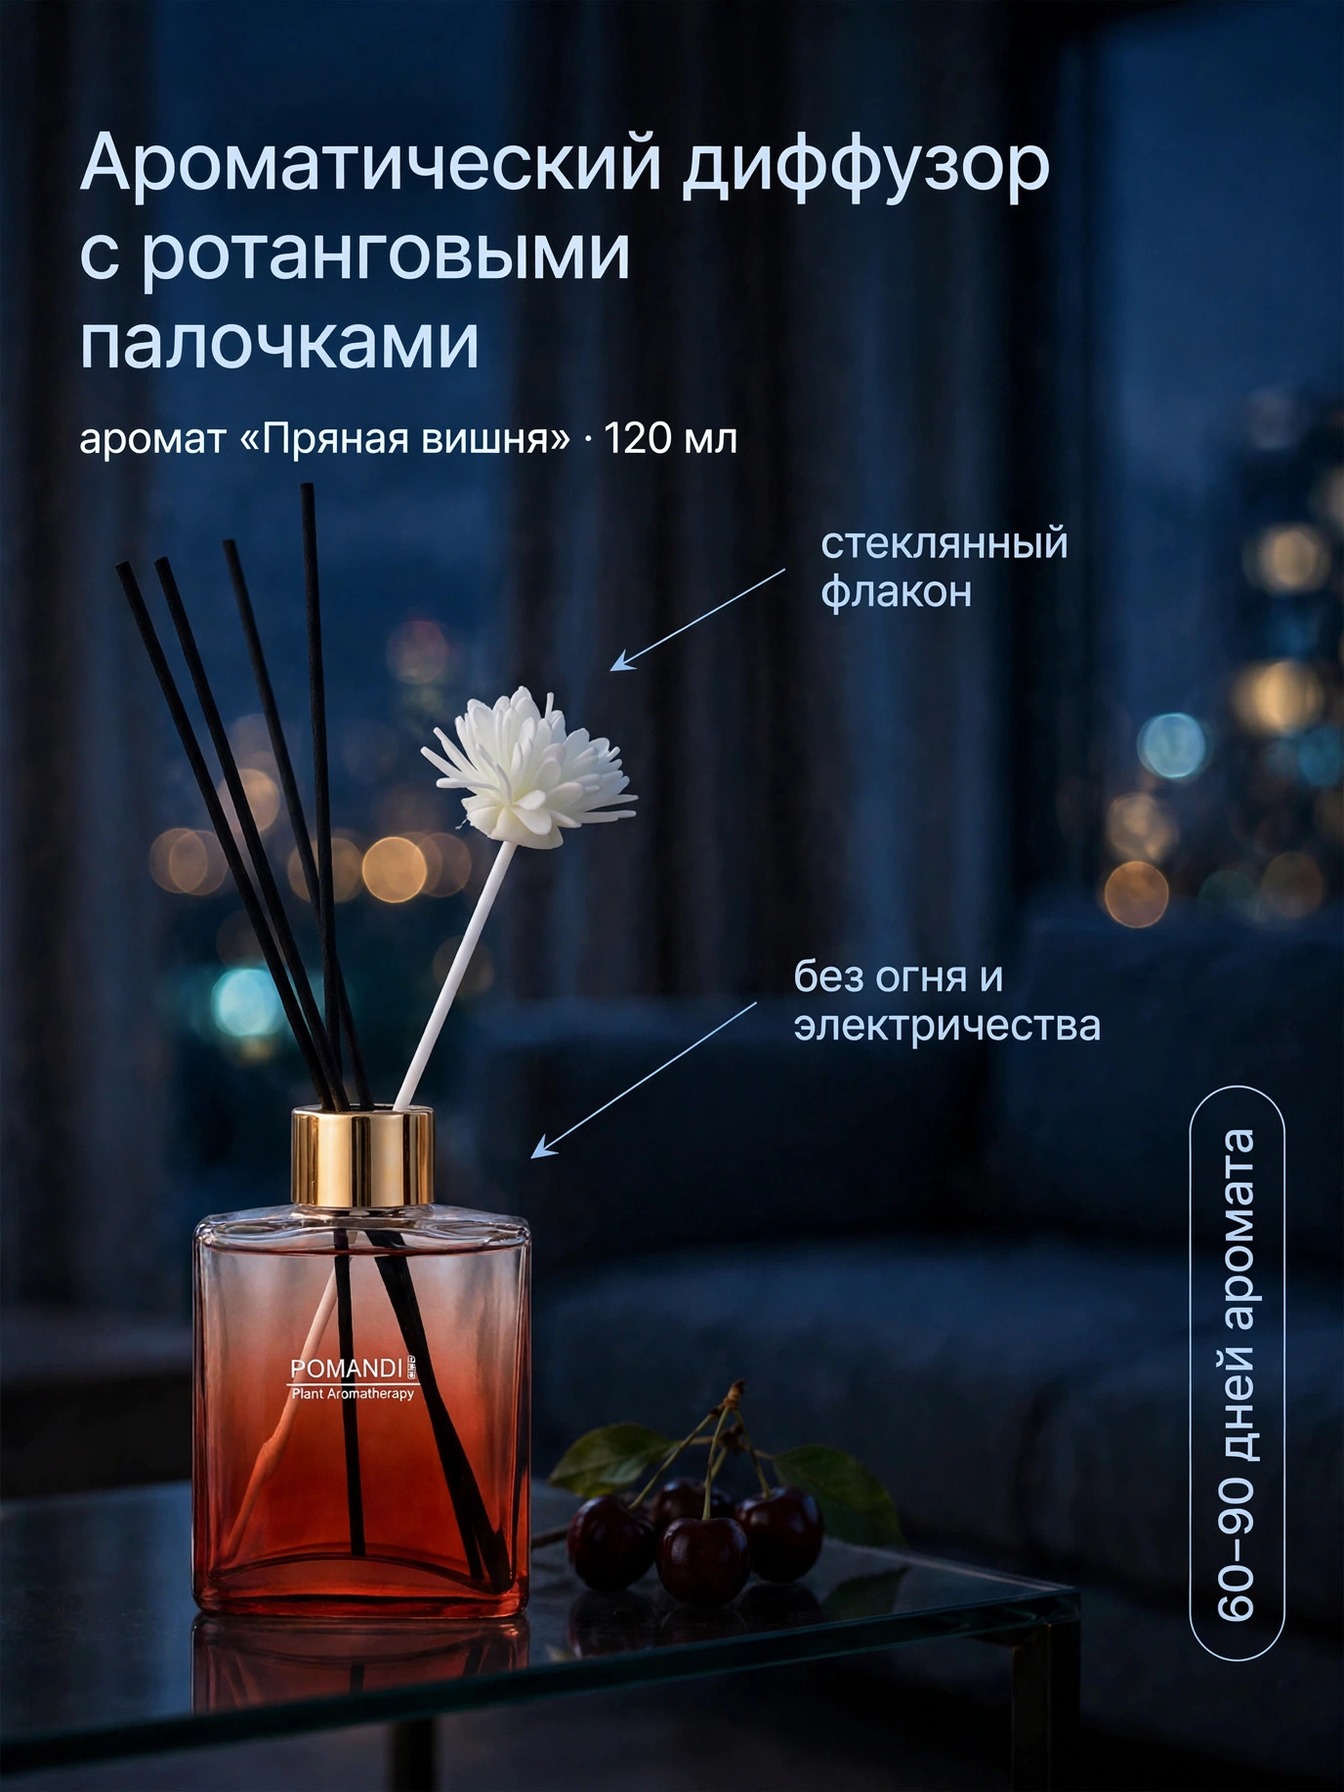 Ароматический диффузор
с ротанговыми
палочками
аромат «Пряная вишня» · 120 мл
стеклянный
флакон
без огня и
электричества
60–90 дней аромата
POMANDI
Plant Aromatherapy